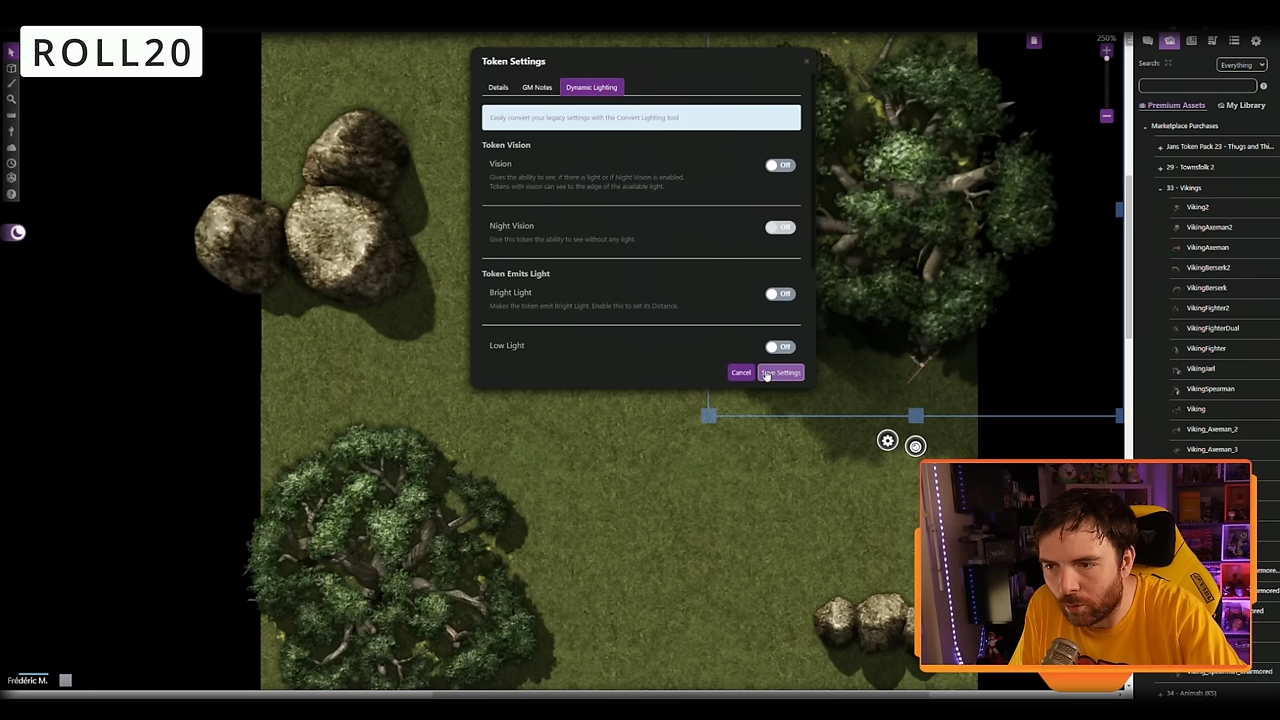 ROLL20
Token Settings
Details
GM Notes
Dynamic Lighting
Easily convert your legacy settings with the Convert Lighting tool
Token Vision
Vision
Off
Gives the ability to see, if there is light or if Night Vision is enabled.
Tokens with vision can see to the edge of the available light.
Night Vision
Off
Give this token the ability to see without any light.
Token Emits Light
Bright Light
Off
Makes the token emit Bright Light. Enable this to set its Distance.
Low Light
Off
Cancel
Save Settings
250%
Search:
Everything
Premium Assets
My Library
Marketplace Purchases
Jans Token Pack 23 - Thugs and Thi...
29 - Townsfolk 2
33 - Vikings
Viking2
VikingAxeman2
VikingAxeman
VikingBerserk2
VikingBerserk
VikingFighter2
VikingFighterDual
VikingFighter
VikingJarl
VikingSpearman
Viking
Viking_Axeman_2
Viking_Axeman_3
34 - Animals (KS)
Frédéric M.